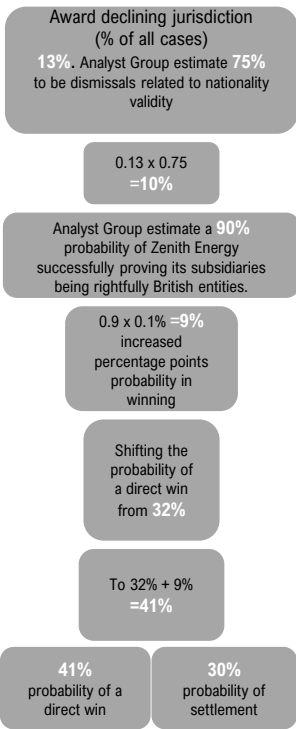 Award declining jurisdiction
(% of all cases)
13%. Analyst Group estimate 75%
to be dismissals related to nationality
validity
0.13 x 0.75
=10%
Analyst Group estimate a 90%
probability of Zenith Energy
successfully proving its subsidiaries
being rightfully British entities.
0.9 x 0.1% =9%
increased
percentage points
probability in
winning
Shifting the
probability of
a direct win
from 32%
To 32% + 9%
=41%
41%
probability of a
direct win
30%
probability of
settlement